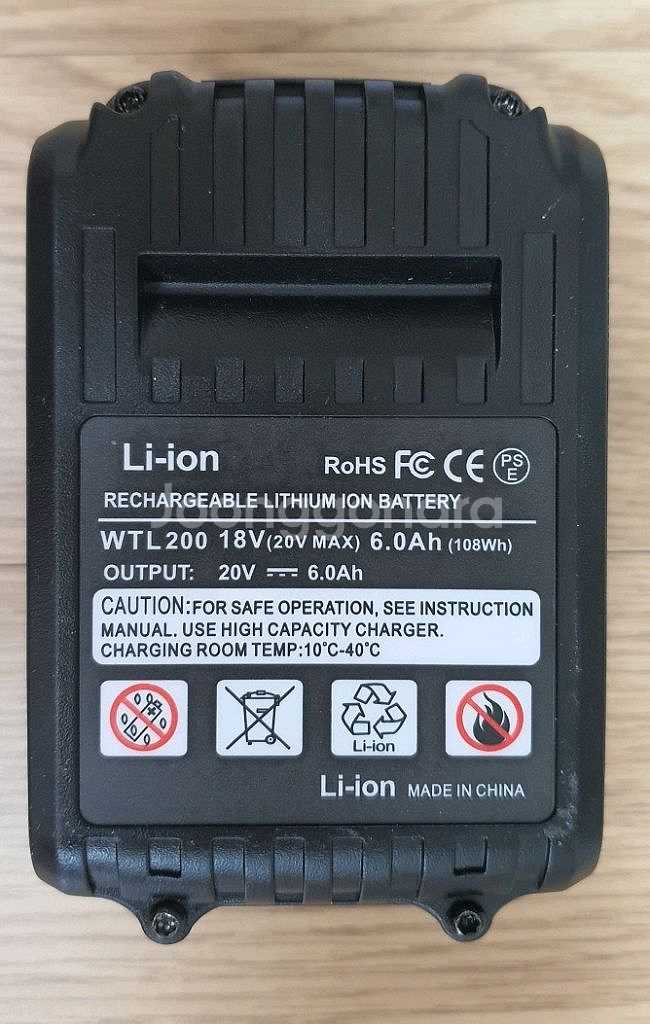 Li-ion
RoHS FC CE PS E
RECHARGEABLE LITHIUM ION BATTERY
Joonggonara
WTL200 18V(20V MAX) 6.0Ah (108Wh)
OUTPUT: 20V 6.0Ah
CAUTION:FOR SAFE OPERATION, SEE INSTRUCTION
MANUAL. USE HIGH CAPACITY CHARGER.
CHARGING ROOM TEMP:10°C-40°C
Li-ion
Li-ion MADE IN CHINA